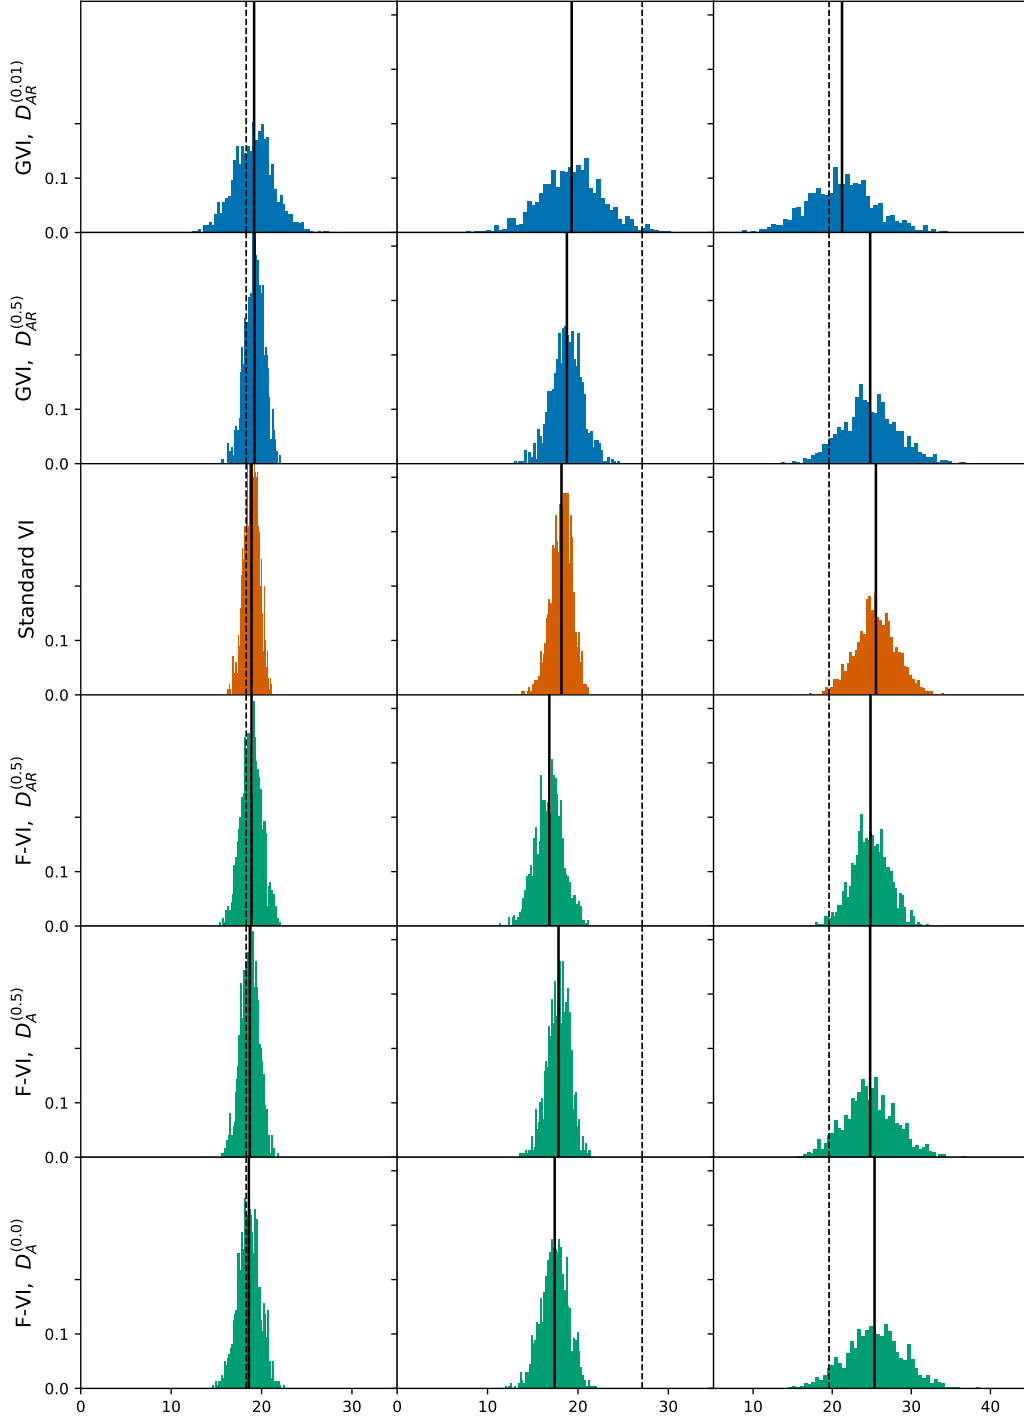 GVI, D_{AR}^{(0.01)}
0.1
0.0
GVI, D_{AR}^{(0.5)}
0.1
0.0
Standard VI
0.1
0.0
F-VI, D_{AR}^{(0.5)}
0.1
0.0
F-VI, D_{A}^{(0.5)}
0.1
0.0
F-VI, D_{A}^{(0.0)}
0.1
0.0
0 10 20 30 0 10 20 30 10 20 30 40